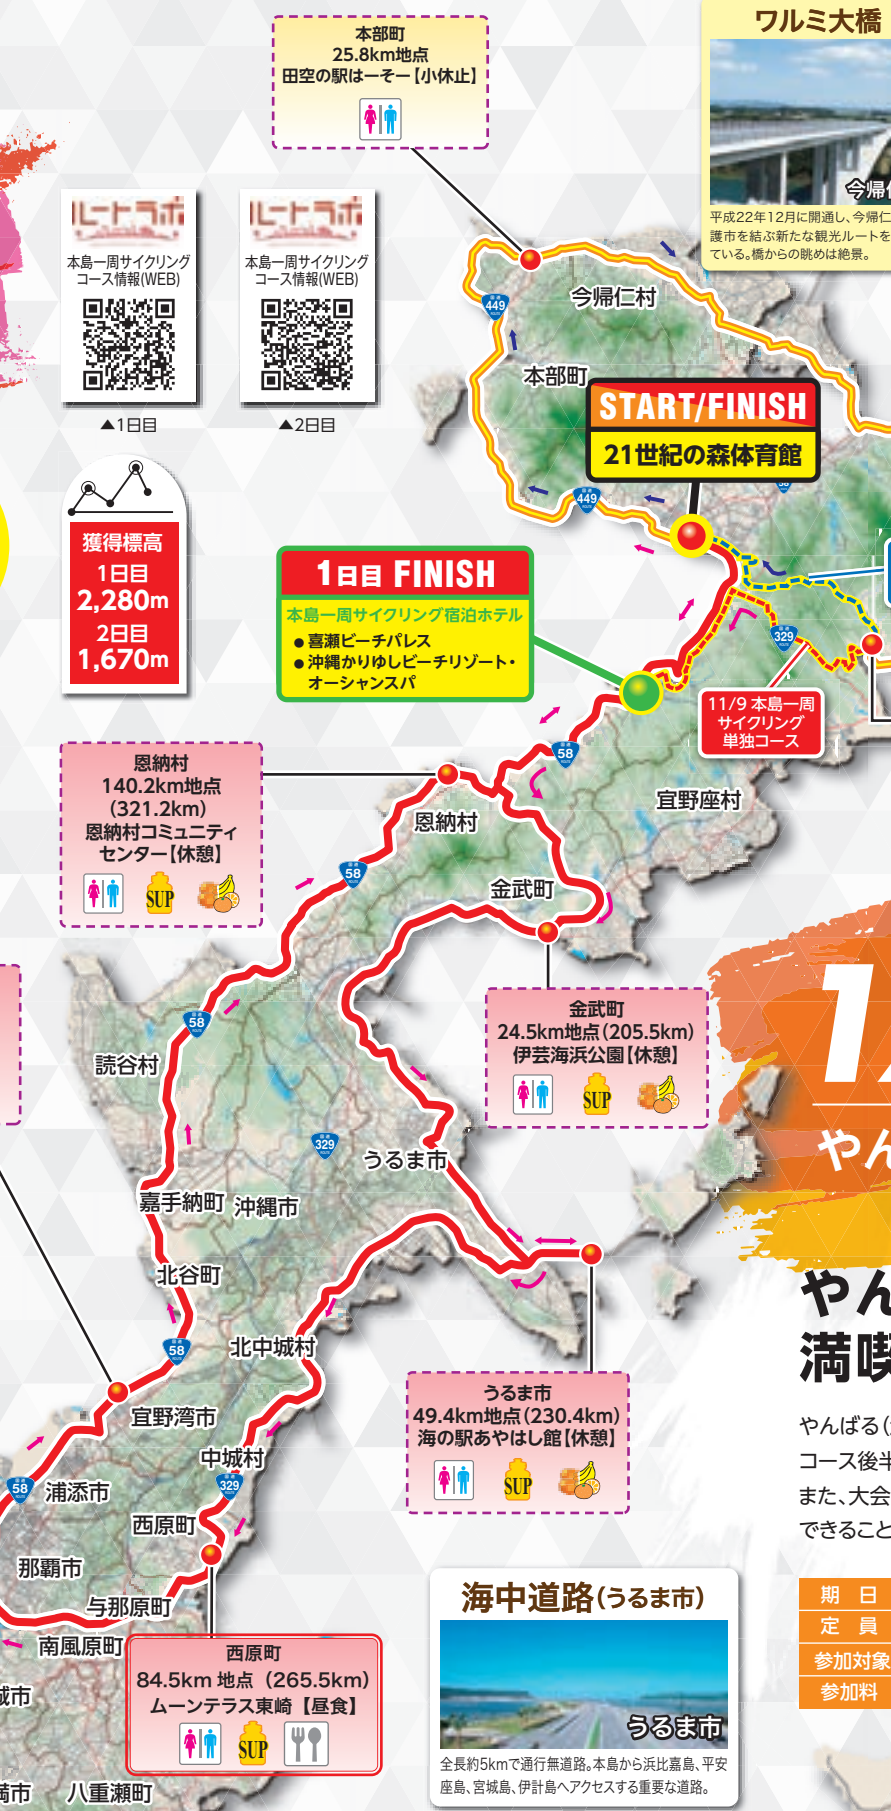 本部町
25.8km地点
田空の駅はーそー【小休止】
ワルミ大橋
今帰仁
平成22年12月に開通し、今帰仁
護市を結ぶ新たな観光ルートを
ている。橋からの眺めは絶景。
ルートラボ
本島一周サイクリング
コース情報(WEB)
▲1日目
ルートラボ
本島一周サイクリング
コース情報(WEB)
▲2日目
獲得標高
1日目
2,280m
2日目
1,670m
今帰仁村
国道
449
ROUTE
本部町
START/FINISH
21世紀の森体育館
58
449
1日目 FINISH
本島一周サイクリング宿泊ホテル
●喜瀬ビーチパレス
●沖縄かりゆしビーチリゾート・
オーシャンスパ
329
11/9 本島一周
サイクリング
単独コース
58
恩納村
140.2km地点
(321.2km)
恩納村コミュニティ
センター【休憩】
SUP
恩納村
宜野座村
58
金武町
金武町
24.5km地点(205.5km)
伊芸海浜公園【休憩】
SUP
58
読谷村
329
うるま市
嘉手納町
沖縄市
北谷町
58
北中城村
うるま市
49.4km地点(230.4km)
海の駅あやはし館【休憩】
SUP
宜野湾市
中城村
58
浦添市
329
西原町
那覇市
与那原町
南風原町
西原町
84.5km 地点 (265.5km)
ムーンテラス東崎【昼食】
SUP
城市
満市
八重瀬町
海中道路(うるま市)
うるま市
全長約5kmで通行無道路。本島から浜比嘉島、平安
座島、宮城島、伊計島へアクセスする重要な道路。
やん
やん
満喫
やんばる(
コース後半
また、大会
できること
期 日
定 員
参加対象
参加料